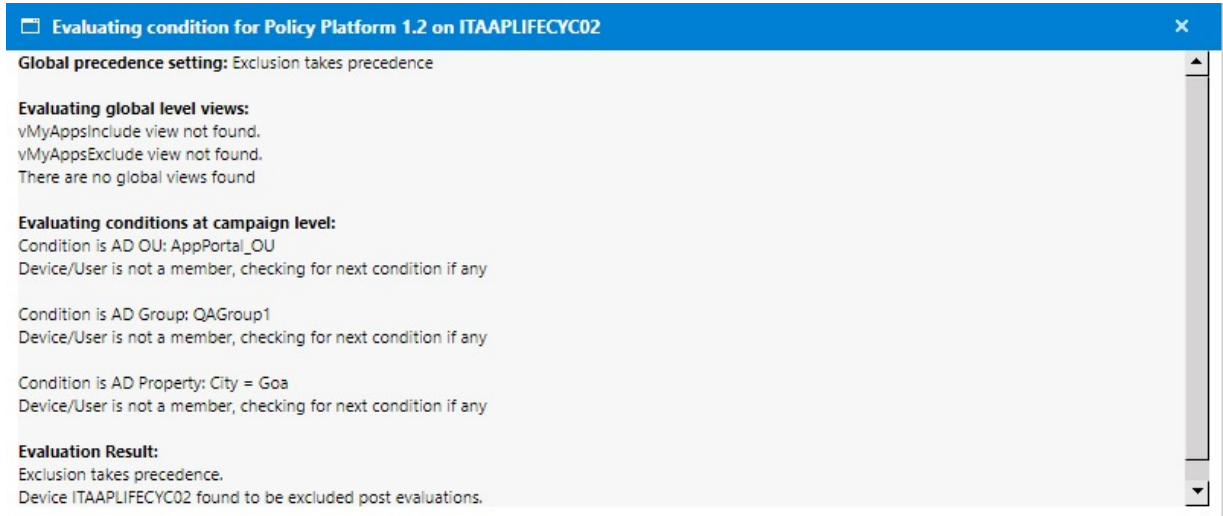 Evaluating condition for Policy Platform 1.2 on ITAAPLIFECYC02
Global precedence setting: Exclusion takes precedence
Evaluating global level views:
vMyAppsInclude view not found.
vMyAppsExclude view not found.
There are no global views found
Evaluating conditions at campaign level:
Condition is AD OU: AppPortal_OU
Device/User is not a member, checking for next condition if any
Condition is AD Group: QAGroup1
Device/User is not a member, checking for next condition if any
Condition is AD Property: City = Goa
Device/User is not a member, checking for next condition if any
Evaluation Result:
Exclusion takes precedence.
Device ITAAPLIFECYC02 found to be excluded post evaluations.